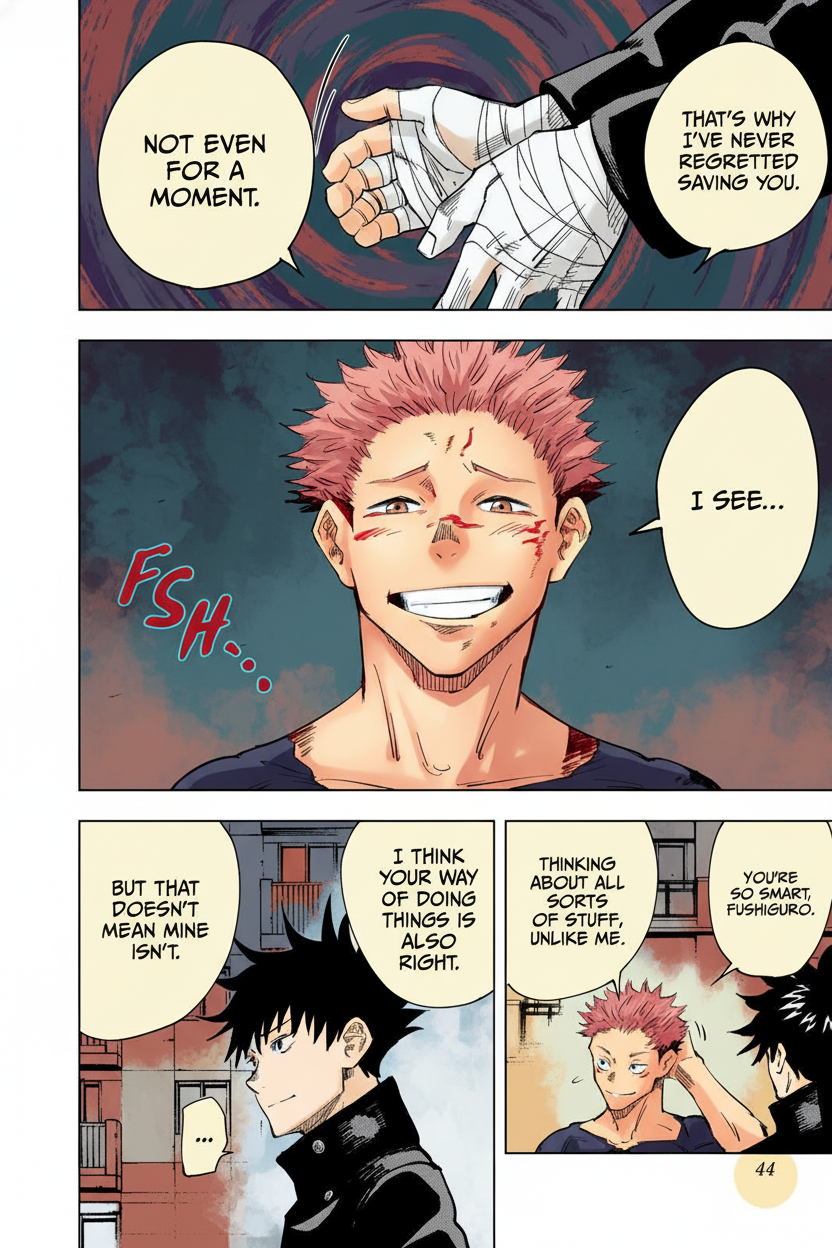 THAT'S WHY
I'VE NEVER
REGRETTED
SAVING YOU.
NOT EVEN
FOR A
MOMENT.
I SEE...
FSH...
YOU'RE
SO SMART,
FUSHIGURO.
THINKING
ABOUT ALL
SORTS
OF STUFF,
UNLIKE ME.
I THINK
YOUR WAY
OF DOING
THINGS IS
ALSO
RIGHT.
BUT THAT
DOESN'T
MEAN MINE
ISN'T.
...
44